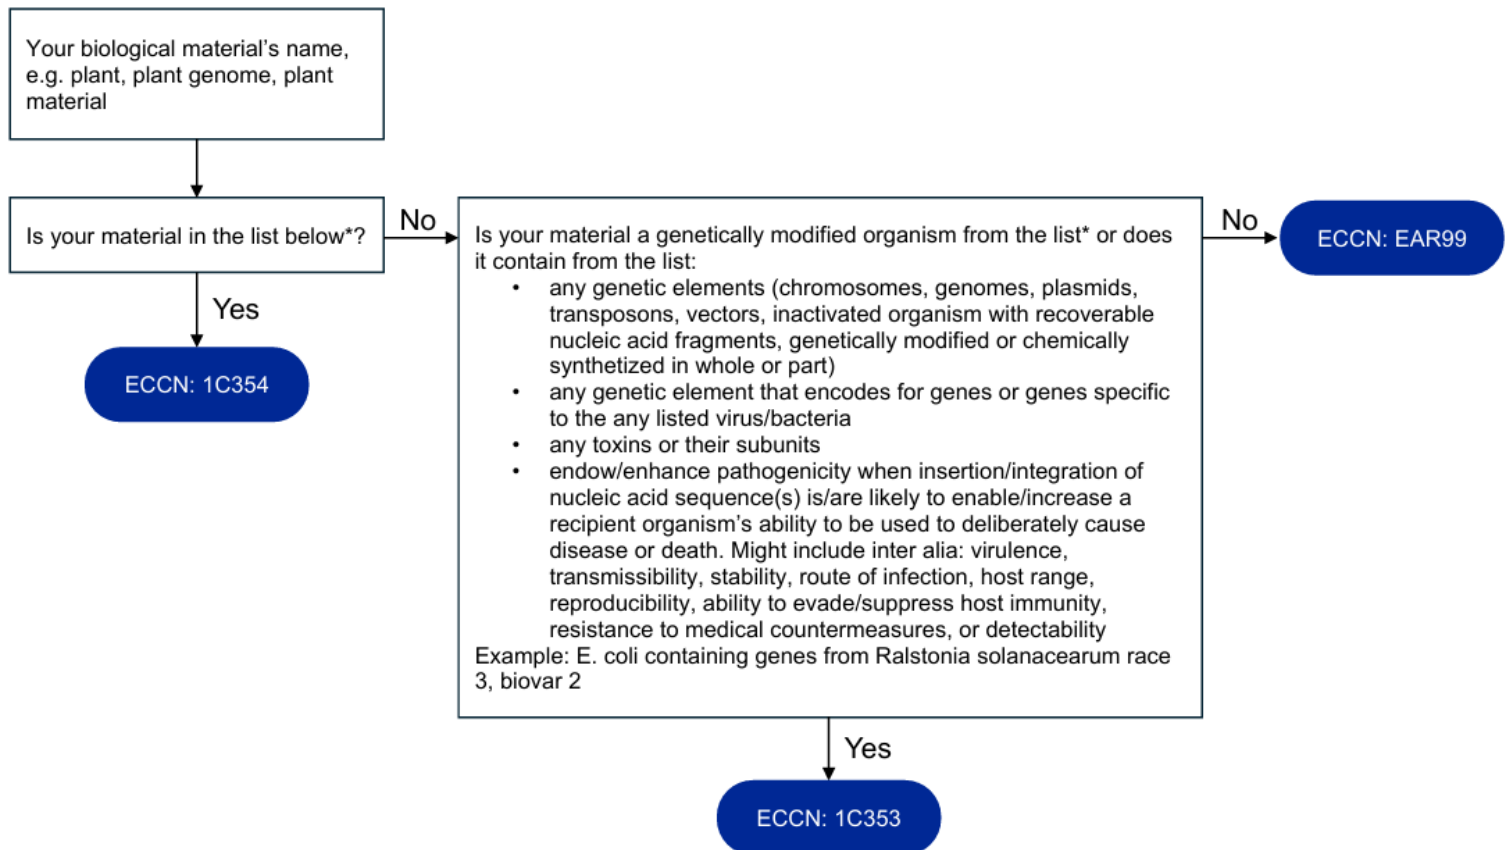 Your biological material’s name,
e.g. plant, plant genome, plant
material
Is your material in the list below*?
No
Yes
ECCN: 1C354
Is your material a genetically modified organism from the list* or does
it contain from the list:
• any genetic elements (chromosomes, genomes, plasmids,
transposons, vectors, inactivated organism with recoverable
nucleic acid fragments, genetically modified or chemically
synthetized in whole or part)
• any genetic element that encodes for genes or genes specific
to the any listed virus/bacteria
• any toxins or their subunits
• endow/enhance pathogenicity when insertion/integration of
nucleic acid sequence(s) is/are likely to enable/increase a
recipient organism’s ability to be used to deliberately cause
disease or death. Might include inter alia: virulence,
transmissibility, stability, route of infection, host range,
reproducibility, ability to evade/suppress host immunity,
resistance to medical countermeasures, or detectability
Example: E. coli containing genes from Ralstonia solanacearum race
3, biovar 2
No
ECCN: EAR99
Yes
ECCN: 1C353